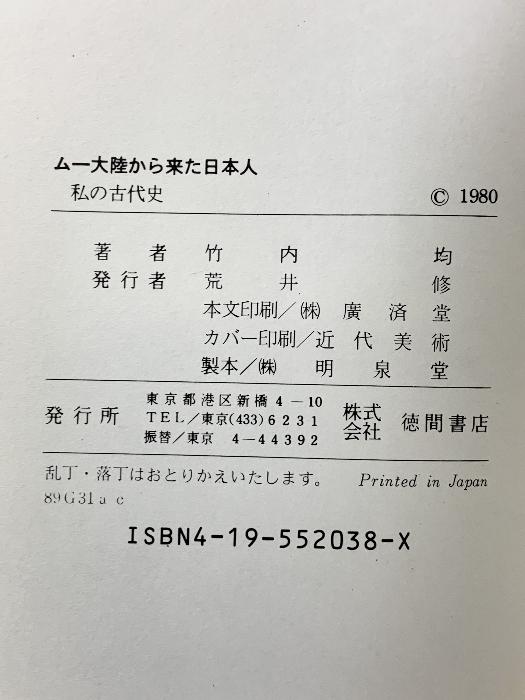 ムー大陸から来た日本人
私の古代史 © 1980
著者 竹内均
発行者 荒井修
本文印刷/㈱ 廣済堂
カバー印刷/近代美術
製本/㈱ 明泉堂
発行所 東京都港区新橋4-10 TEL/東京(433)6231 振替/東京 4-44392 株式会社 徳間書店
乱丁・落丁はおとりかえいたします。 Printed in Japan
89G31a c
ISBN4-19-552038-X